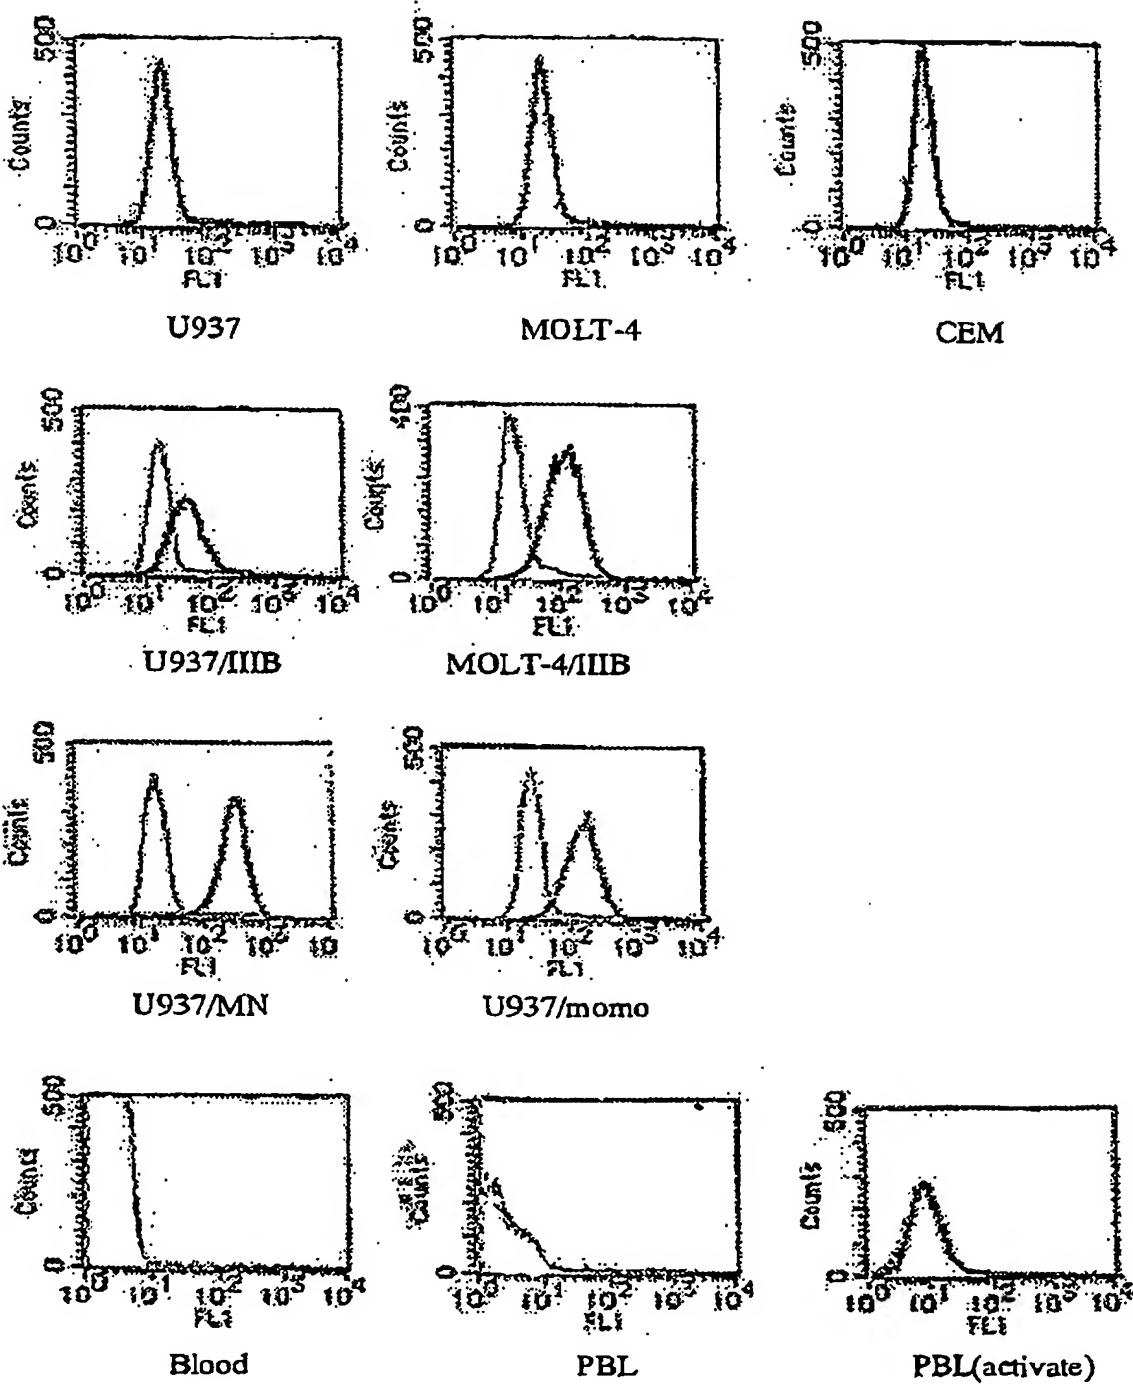 500 500 500
Counts Counts Counts
0 0 0
10⁰ 10¹ 10² 10³ 10⁴ 10⁰ 10¹ 10² 10³ 10⁴ 10⁰ 10¹ 10² 10³ 10⁴
FL1 FL1 FL1
U937 MOLT-4 CEM
500 400
Counts Counts
0 0
10⁰ 10¹ 10² 10³ 10⁴ 10⁰ 10¹ 10² 10³
FL1 FL1
U937/IIIB MOLT-4/IIIB
500 500
Counts Counts
0 0
10⁰ 10¹ 10² 10³ 10⁰ 10¹ 10² 10³ 10⁴
FL1 FL1
U937/MN U937/momo
500 500 500
Counts Counts Counts
0 0 0
10⁰ 10¹ 10² 10³ 10⁴ 10⁰ 10¹ 10² 10³ 10⁴ 10⁰ 10¹ 10² 10³ 10⁴
FL1 FL1 FL1
Blood PBL PBL(activate)